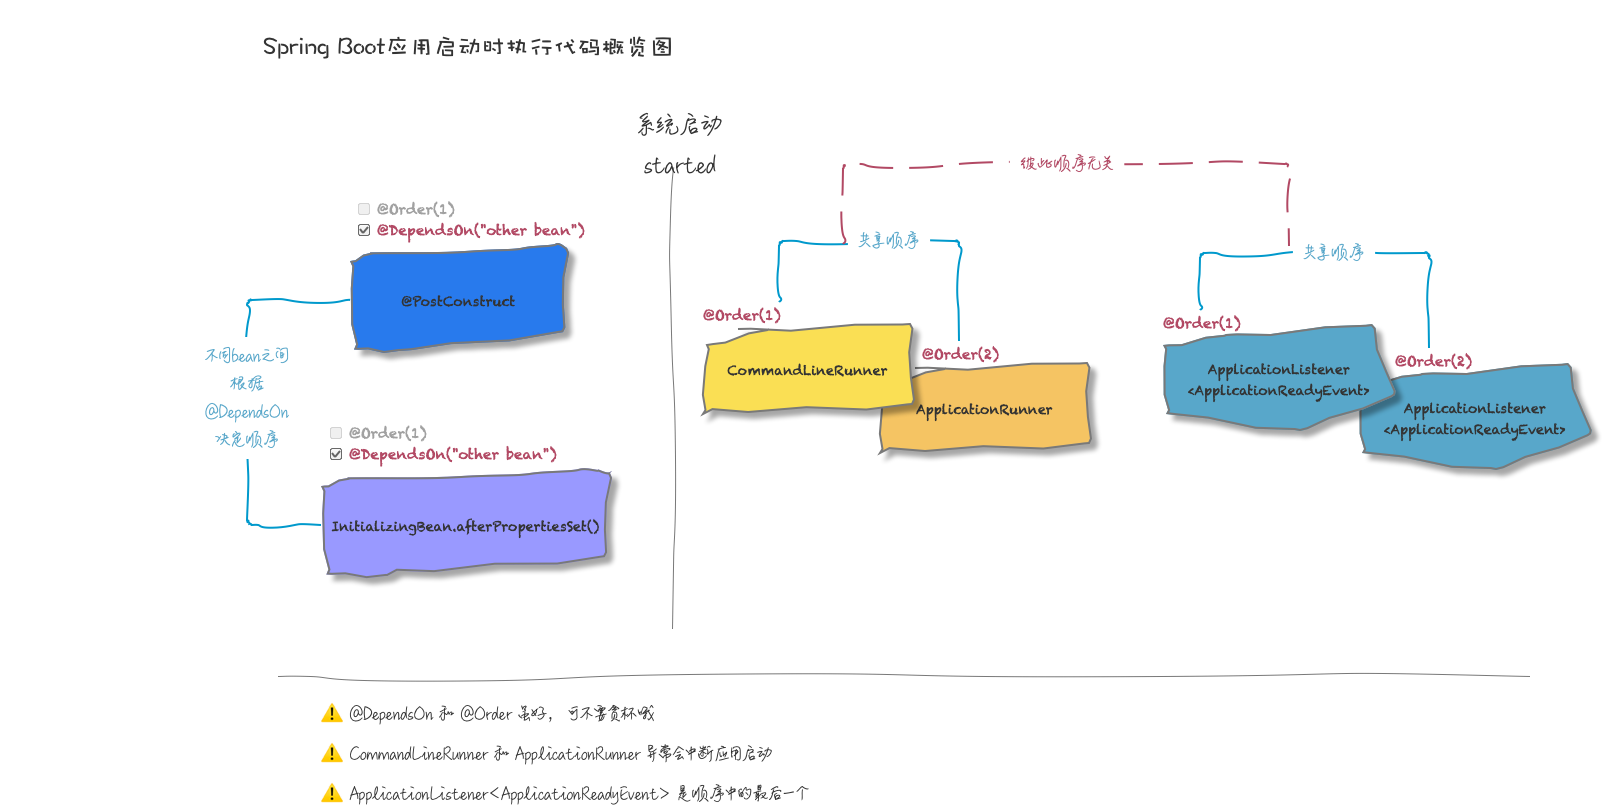 Spring Boot应用启动时执行代码概览图
系统启动
started
彼此顺序无关
@Order(1)
@DependsOn("other bean")
@PostConstruct
不同bean之间
根据
@DependsOn
决定顺序
@Order(1)
@DependsOn("other bean")
InitializingBean.afterPropertiesSet()
共享顺序
@Order(1)
CommandLineRunner
@Order(2)
ApplicationRunner
共享顺序
@Order(1)
ApplicationListener
<ApplicationReadyEvent>
@Order(2)
ApplicationListener
<ApplicationReadyEvent>
@DependsOn 和 @Order 虽好， 可不要贪杯哦
CommandLineRunner 和 ApplicationRunner 异常会中断应用启动
ApplicationListener<ApplicationReadyEvent> 是顺序中的最后一个